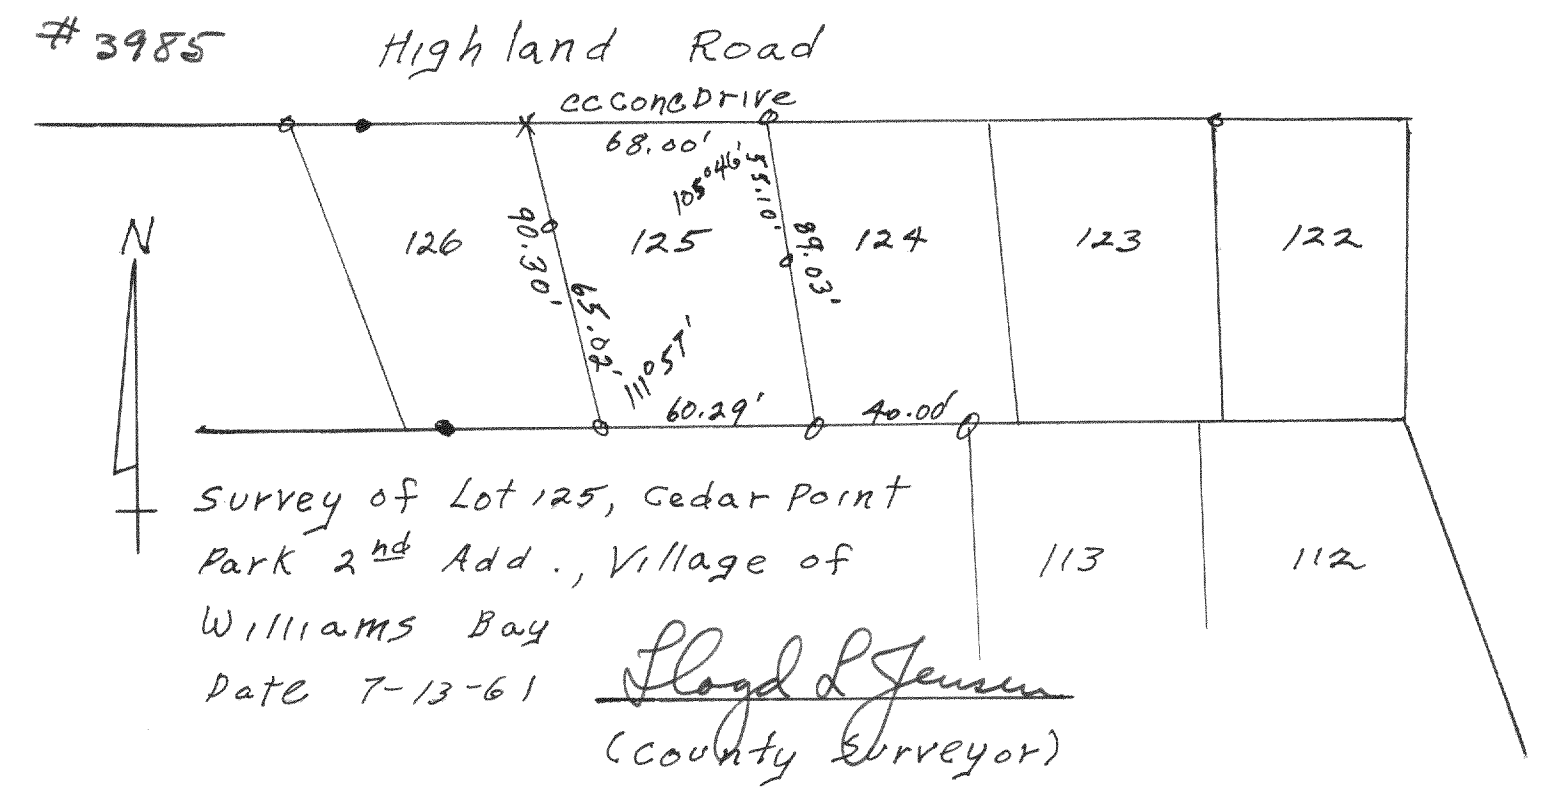 # 3985 Highland Road
CC Conc Drive
68.00'
105°46'
55.10'
90.30'
N
126
125
89.03'
124
123
122
65.02'
111°57'
60.29'
40.00'
Survey of Lot 125, Cedar Point
Park 2nd Add., Village of
113
112
Williams Bay
Date 7-13-61
Lloyd L Jensen
(County Surveyor)